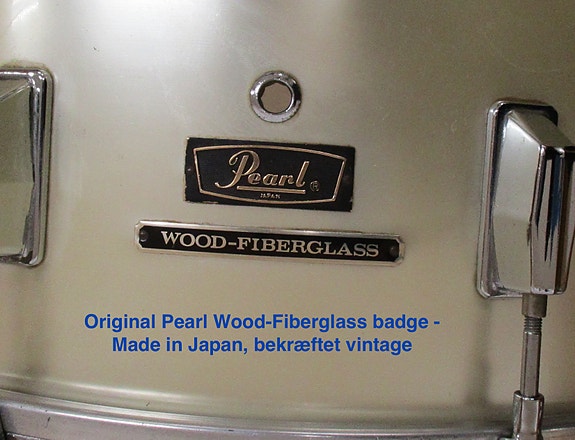 Pearl®
JAPAN
WOOD-FIBERGLASS
Original Pearl Wood-Fiberglass badge -
Made in Japan, bekræftet vintage